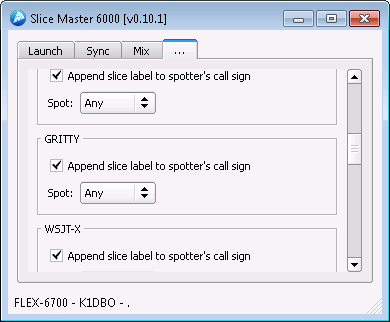 Slice Master 6000 [v0.10.1]
Launch Sync Mix ...
Append slice label to spotter's call sign
Spot: Any
GRITTY
Append slice label to spotter's call sign
Spot: Any
WSJT-X
Append slice label to spotter's call sign
FLEX-6700 - K1DBO - .